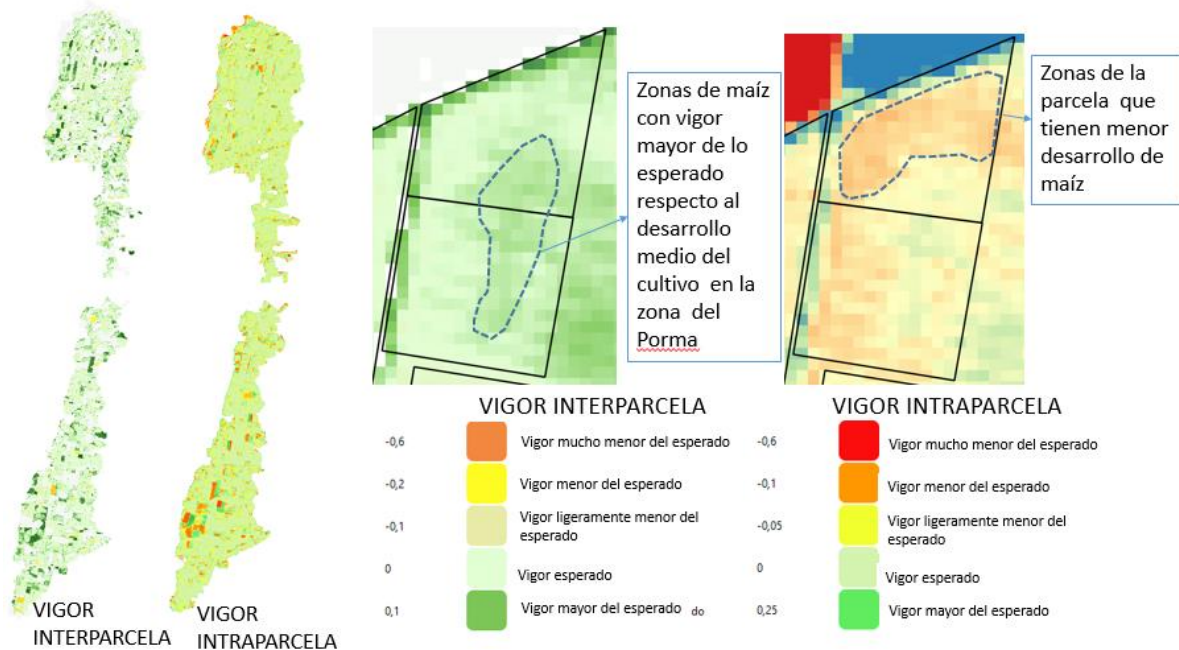 Zonas de maíz
con vigor
mayor de lo
esperado
respecto al
desarrollo
medio del
cultivo en la
zona del
Porma
Zonas de la
parcela que
tienen menor
desarrollo de
maíz
VIGOR
INTERPARCELA
VIGOR
INTRAPARCELA
VIGOR INTERPARCELA
-0,6 Vigor mucho menor del esperado
-0,2 Vigor menor del esperado
-0,1 Vigor ligeramente menor del
esperado
0 Vigor esperado
0,1 Vigor mayor del esperado do
VIGOR INTRAPARCELA
-0,6 Vigor mucho menor del esperado
-0,1 Vigor menor del esperado
-0,05 Vigor ligeramente menor del
esperado
0 Vigor esperado
0,25 Vigor mayor del esperado